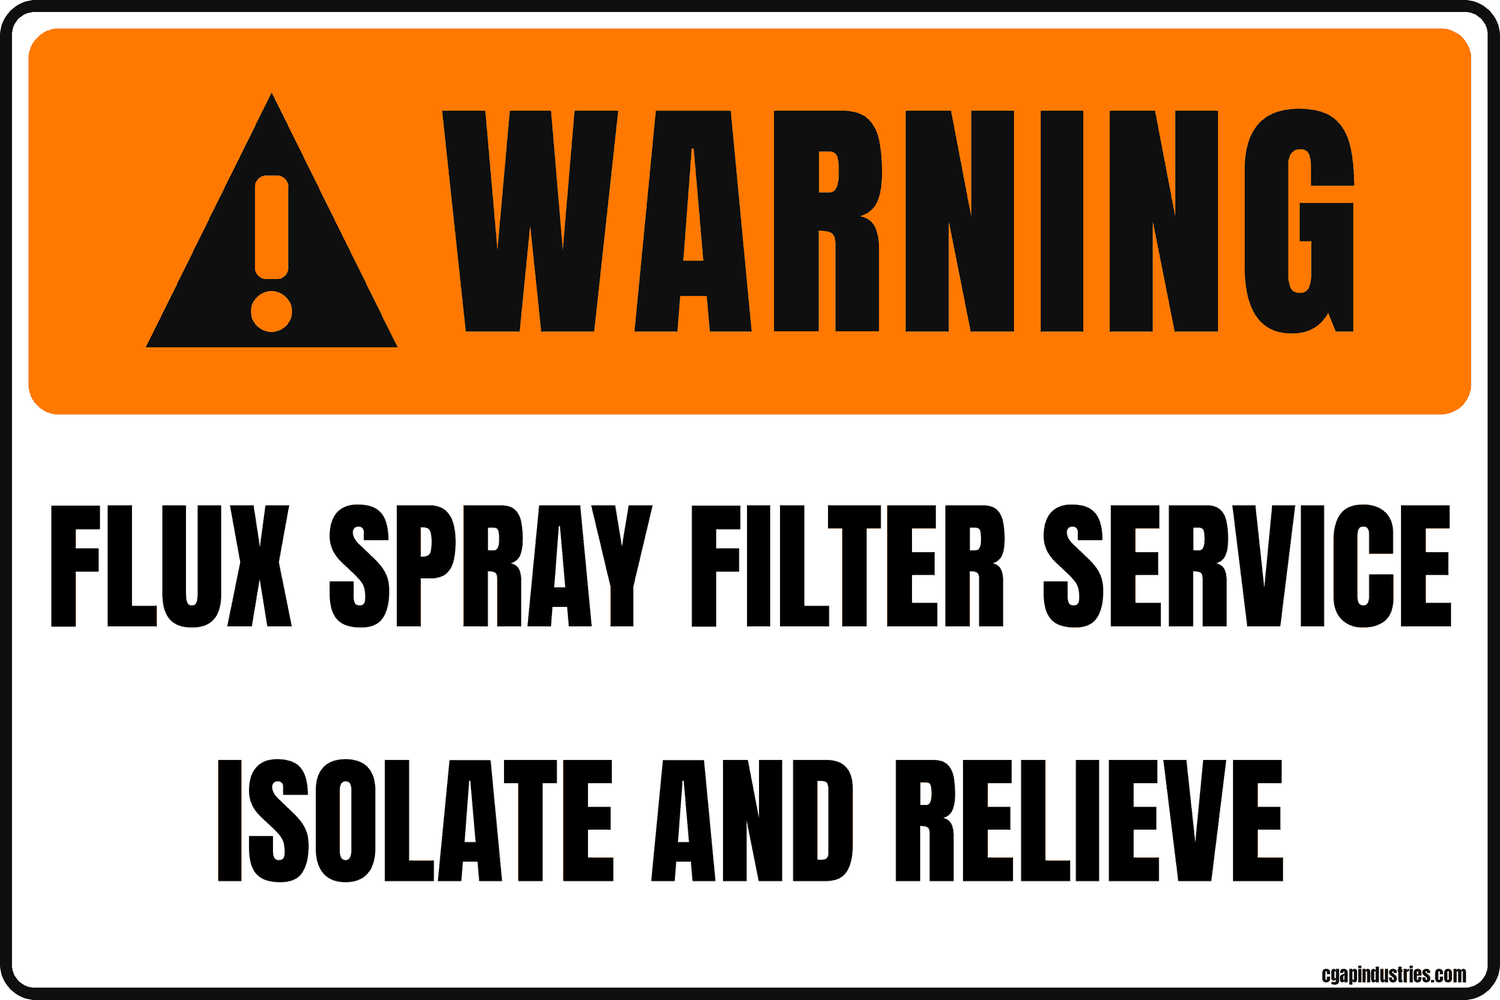 WARNING
FLUX SPRAY FILTER SERVICE
ISOLATE AND RELIEVE
cgapindustries.com